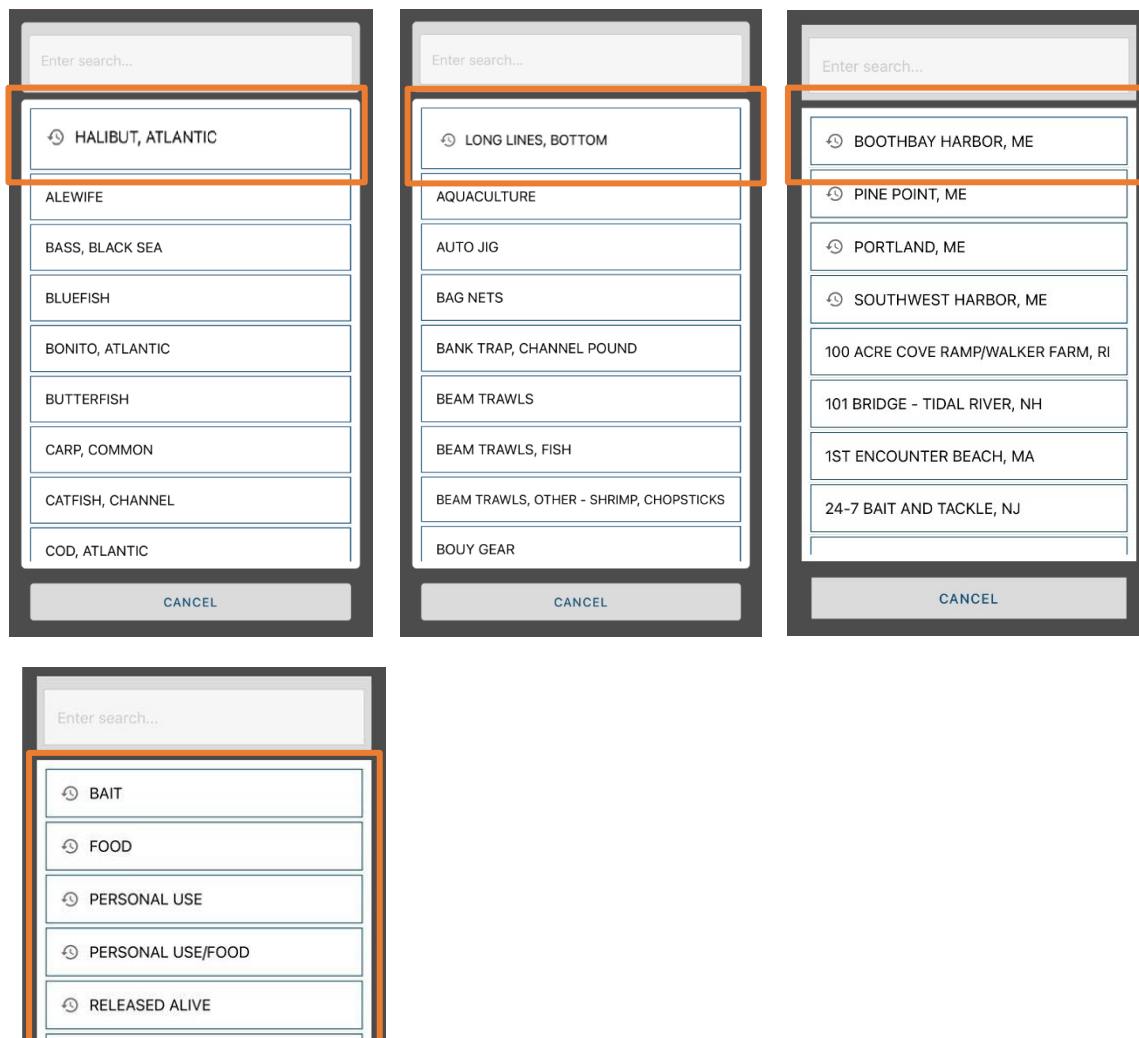 Enter search...
HALIBUT, ATLANTIC
ALEWIFE
BASS, BLACK SEA
BLUEFISH
BONITO, ATLANTIC
BUTTERFISH
CARP, COMMON
CATFISH, CHANNEL
COD, ATLANTIC
CANCEL
Enter search...
LONG LINES, BOTTOM
AQUACULTURE
AUTO JIG
BAG NETS
BANK TRAP, CHANNEL POUND
BEAM TRAWLS
BEAM TRAWLS, FISH
BEAM TRAWLS, OTHER - SHRIMP, CHOPSTICKS
BOUY GEAR
CANCEL
Enter search...
BOOTHBAY HARBOR, ME
PINE POINT, ME
PORTLAND, ME
SOUTHWEST HARBOR, ME
100 ACRE COVE RAMP/WALKER FARM, RI
101 BRIDGE - TIDAL RIVER, NH
1ST ENCOUNTER BEACH, MA
24-7 BAIT AND TACKLE, NJ
CANCEL
Enter search...
BAIT
FOOD
PERSONAL USE
PERSONAL USE/FOOD
RELEASED ALIVE